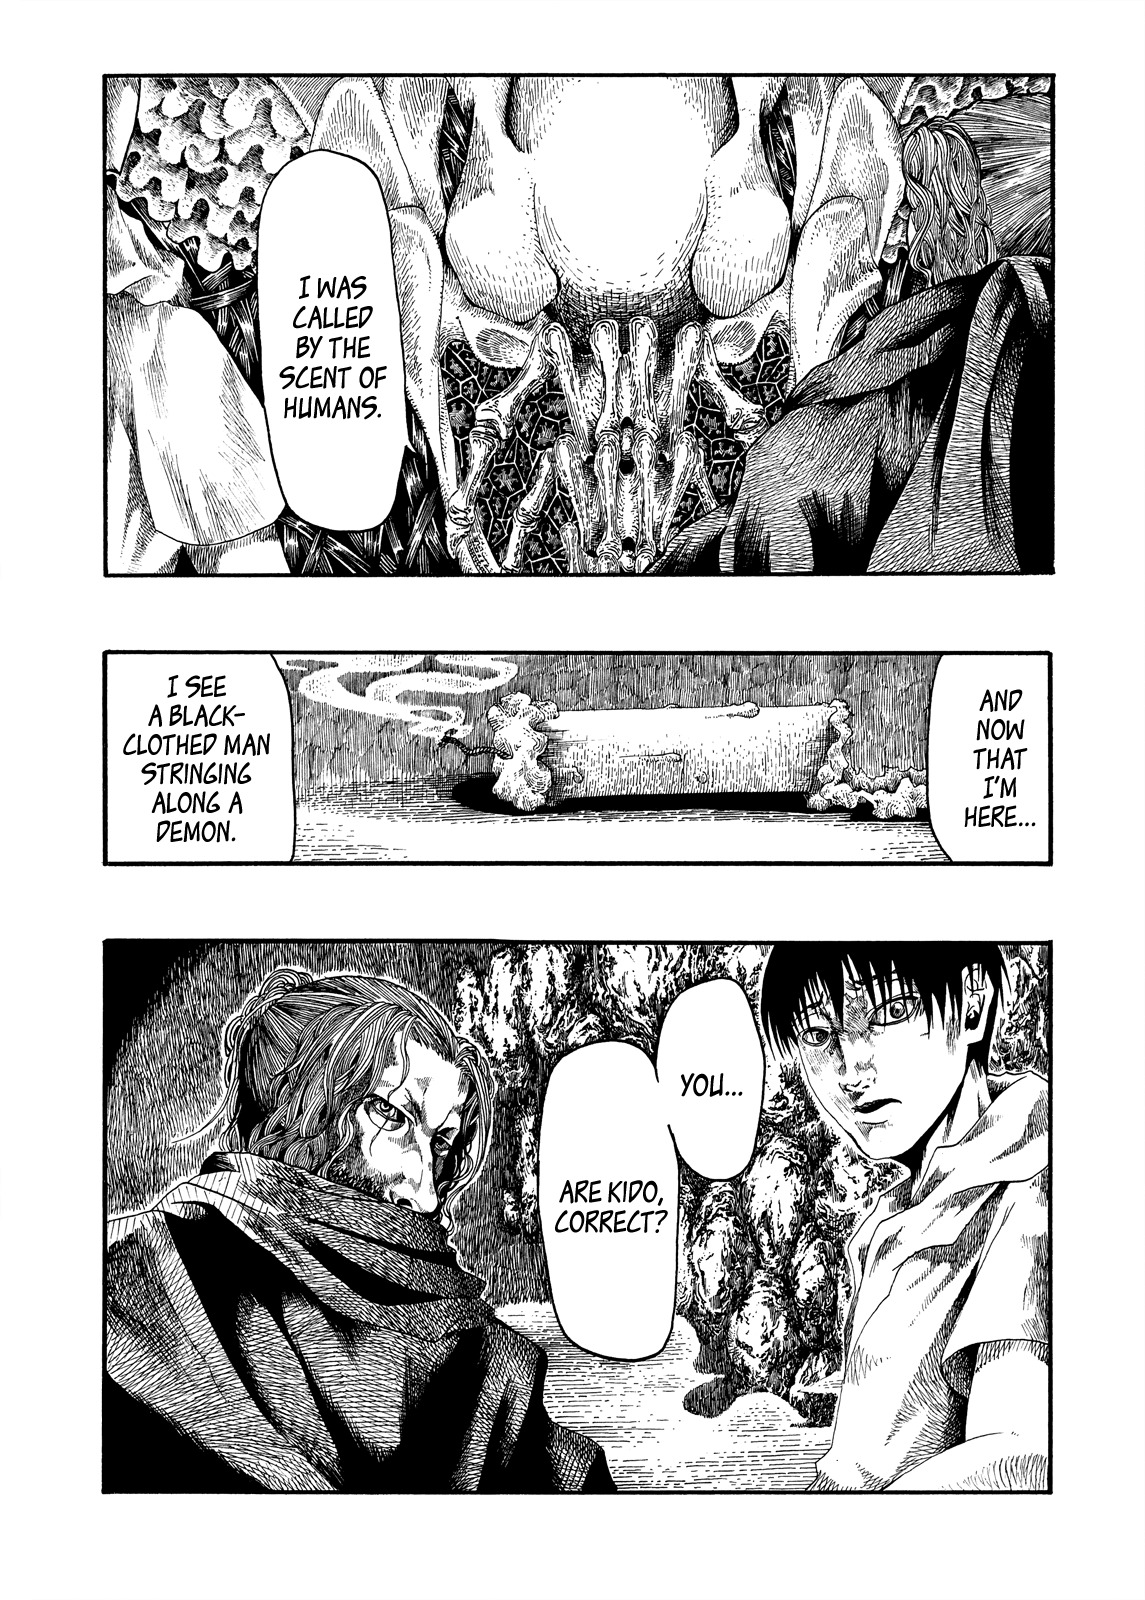 I WAS
CALLED
BY THE
SCENT OF
HUMANS.
AND
NOW
THAT
I'M
HERE...
I SEE
A BLACK-
CLOTHED MAN
STRINGING
ALONG A
DEMON.
YOU...
ARE KIDO,
CORRECT?